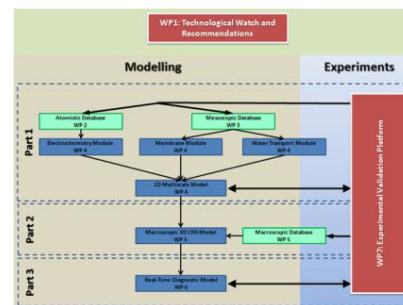 WP1: Technological Watch and
Recommendations
Modelling
Experiments
Part 1
Atomistic Database
WP 2
Mesoscopic Database
WP 3
Electrochemistry Module
WP 4
Membrane Module
WP 4
Water Transport Module
WP 4
1D Multiscale Model
WP 4
WP7: Experimental Validation Platform
Part 2
Macroscopic 3D CFD Model
WP 5
Macroscopic Database
WP 5
Part 3
Real-Time Diagnostic Model
WP 6